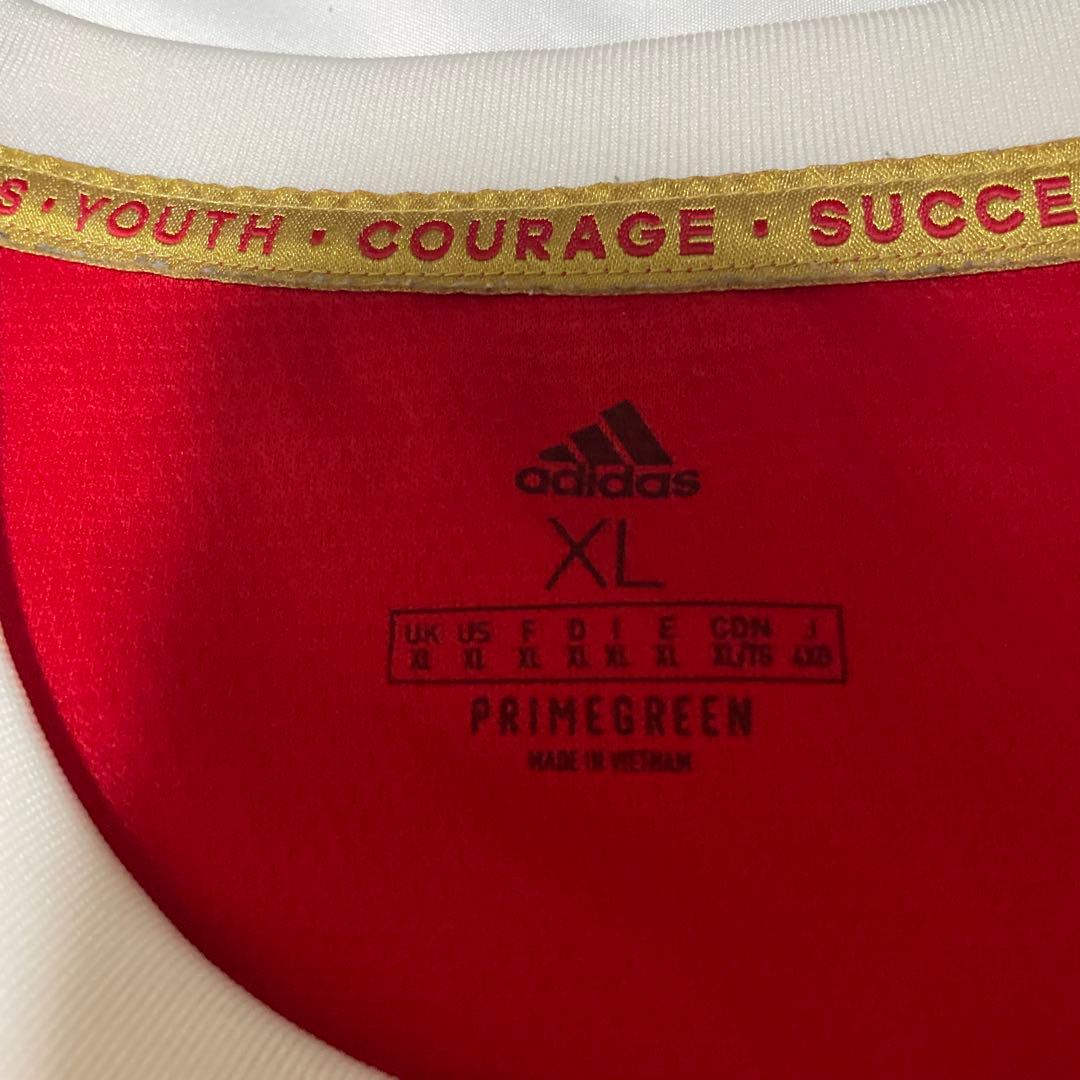 S · YOUTH · COURAGE · SUCCE
adidas
XL
UK US F D I E CDN J
XL XL XL XL XL XL XL/TG
PRIMEGREEN
MADE IN VIETNAM